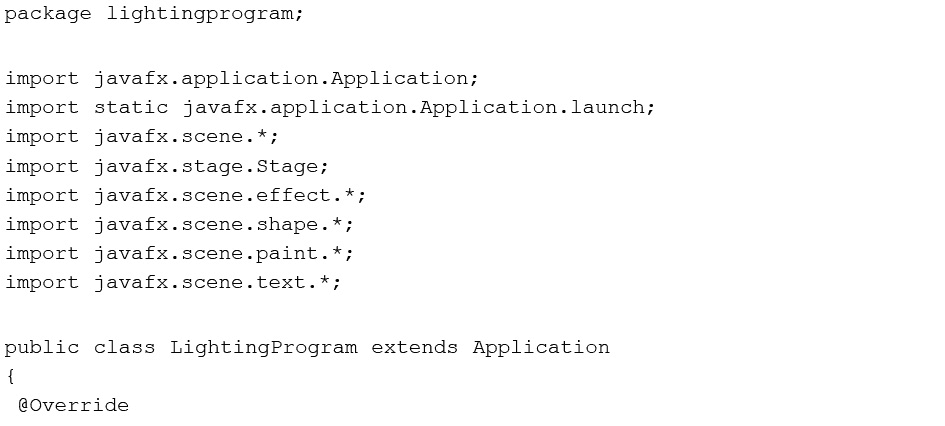 package lightingprogram;
import javafx.application.Application;
import static javafx.application.Application.launch;
import javafx.scene.*;
import javafx.stage.Stage;
import javafx.scene.effect.*;
import javafx.scene.shape.*;
import javafx.scene.paint.*;
import javafx.scene.text.*;
public class LightingProgram extends Application
{
@Override